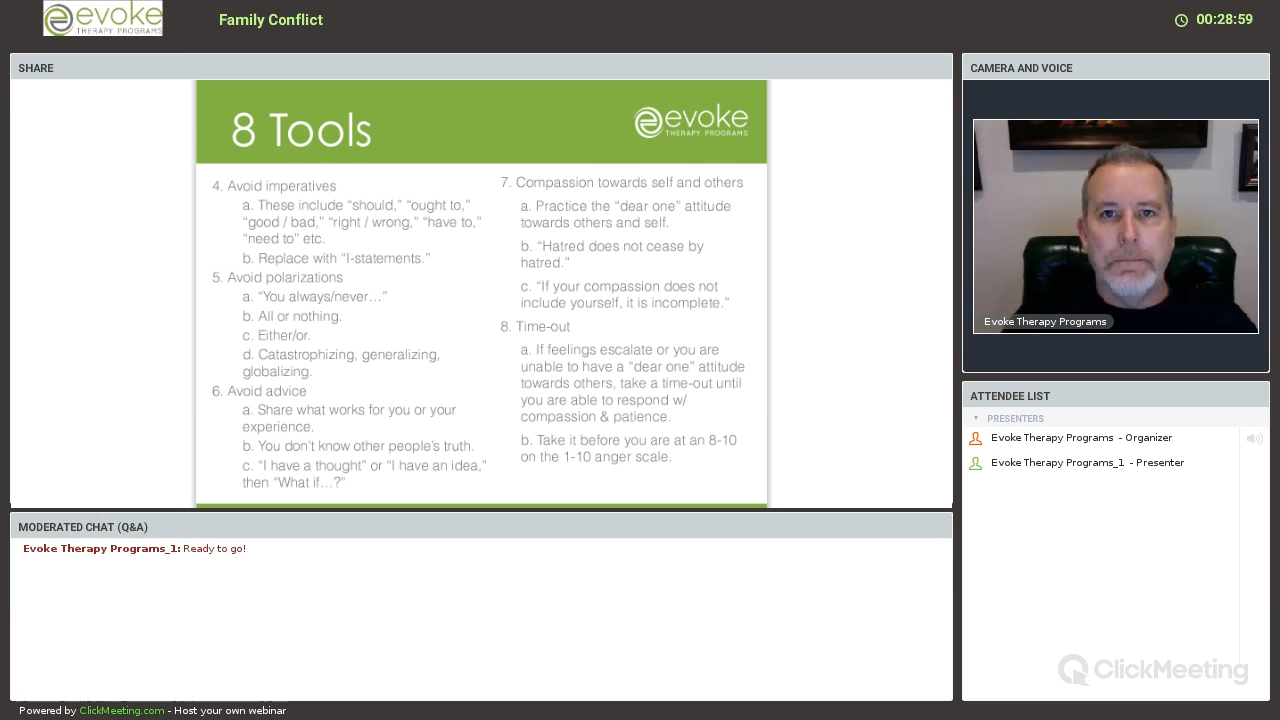 evoke
THERAPY PROGRAMS
Family Conflict
00:28:59
SHARE
8 Tools
evoke
THERAPY PROGRAMS
4. Avoid imperatives
a. These include “should,” “ought to,”
“good / bad,” “right / wrong,” “have to,”
“need to” etc.
b. Replace with “I-statements.”
5. Avoid polarizations
a. “You always/never…”
b. All or nothing.
c. Either/or.
d. Catastrophizing, generalizing,
globalizing.
6. Avoid advice
a. Share what works for you or your
experience.
b. You don’t know other people’s truth.
c. “I have a thought” or “I have an idea,”
then “What if…?”
7. Compassion towards self and others
a. Practice the “dear one” attitude
towards others and self.
b. “Hatred does not cease by
hatred.”
c. “If your compassion does not
include yourself, it is incomplete.”
8. Time-out
a. If feelings escalate or you are
unable to have a “dear one” attitude
towards others, take a time-out until
you are able to respond w/
compassion & patience.
b. Take it before you are at an 8-10
on the 1-10 anger scale.
CAMERA AND VOICE
Evoke Therapy Programs
ATTENDEE LIST
PRESENTERS
Evoke Therapy Programs - Organizer
Evoke Therapy Programs_1 - Presenter
ClickMeeting
MODERATED CHAT (Q&A)
Evoke Therapy Programs_1: Ready to go!
Powered by ClickMeeting.com - Host your own webinar